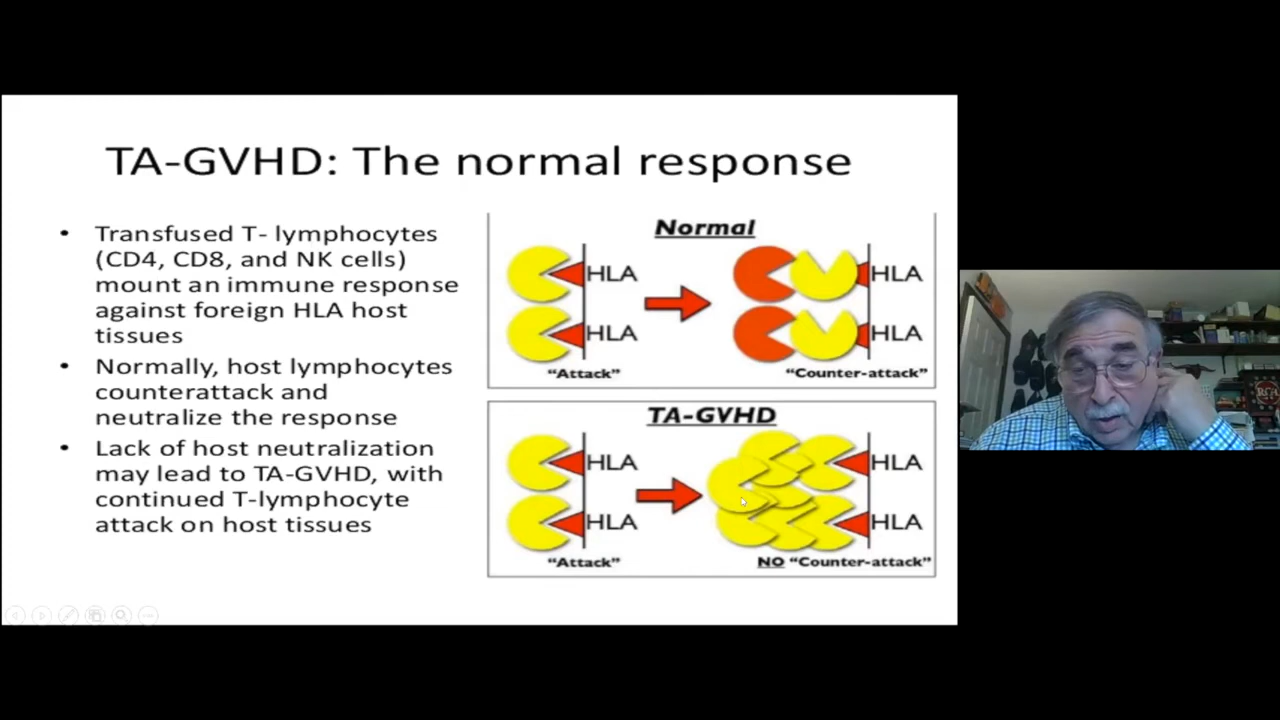 TA-GVHD: The normal response
• Transfused T- lymphocytes
(CD4, CD8, and NK cells)
mount an immune response
against foreign HLA host
tissues
• Normally, host lymphocytes
counterattack and
neutralize the response
• Lack of host neutralization
may lead to TA-GVHD, with
continued T-lymphocyte
attack on host tissues
Normal
HLA
HLA
HLA
HLA
"Attack"
"Counter-attack"
TA-GVHD
HLA
HLA
HLA
HLA
"Attack"
NO "Counter-attack"